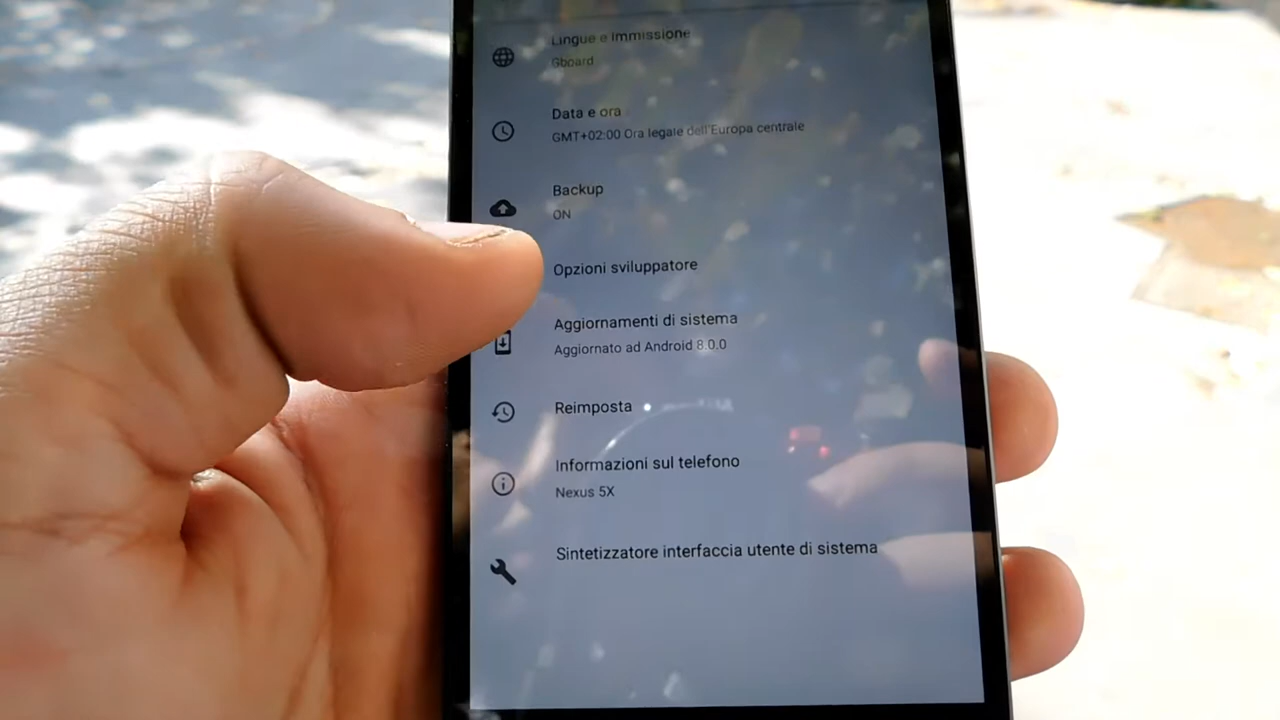 Lingue e immissione
Gboard
Data e ora
GMT+02:00 Ora legale dell'Europa centrale
Backup
ON
Opzioni sviluppatore
Aggiornamenti di sistema
Aggiornato ad Android 8.0.0
Reimposta
Informazioni sul telefono
Nexus 5X
Sintetizzatore interfaccia utente di sistema